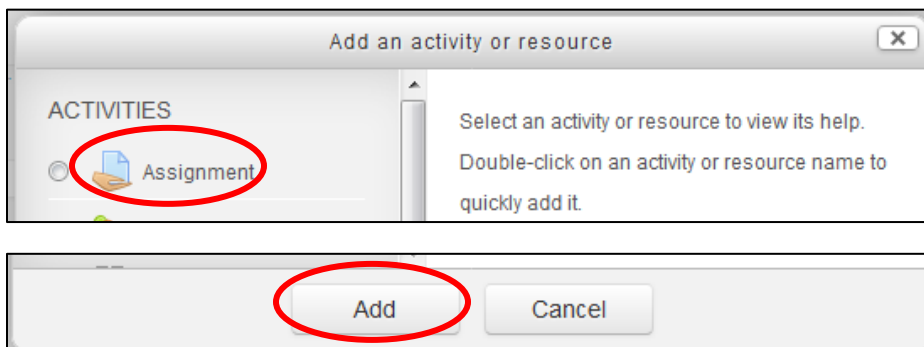 Add an activity or resource
ACTIVITIES
Assignment
Select an activity or resource to view its help.
Double-click on an activity or resource name to
quickly add it.
Add
Cancel